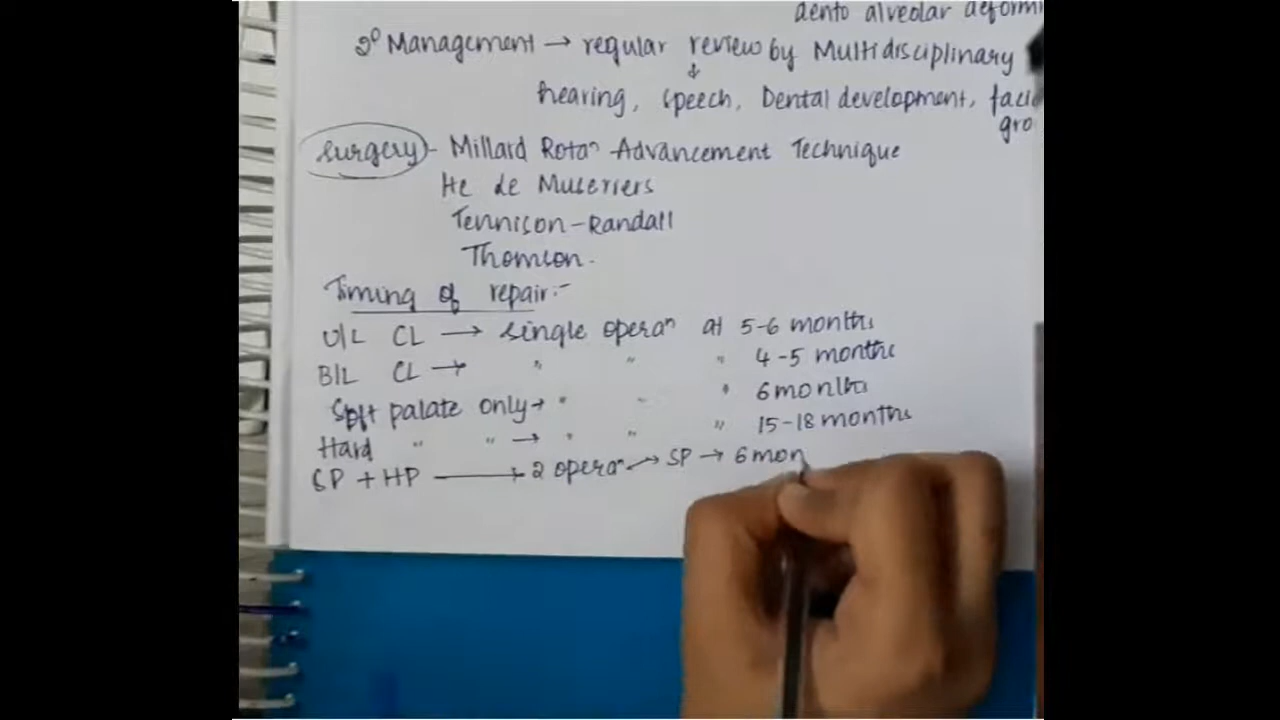 dento alveolar deformi
2° Management → regular review by Multidisciplinary
hearing, speech, Dental development, faci
gro
Surgery - Millard Rotaⁿ Advancement Technique
He de Muserrers
Tennison-Randall
Thomson.
Timing of repair:-
U/L CL → single operaⁿ at 5-6 months
B/L CL → " " " 4-5 months
Soft palate only → " " " 6 months
Hard " " → " " " 15-18 months
SP + HP → 2 operaⁿ → SP → 6 mon